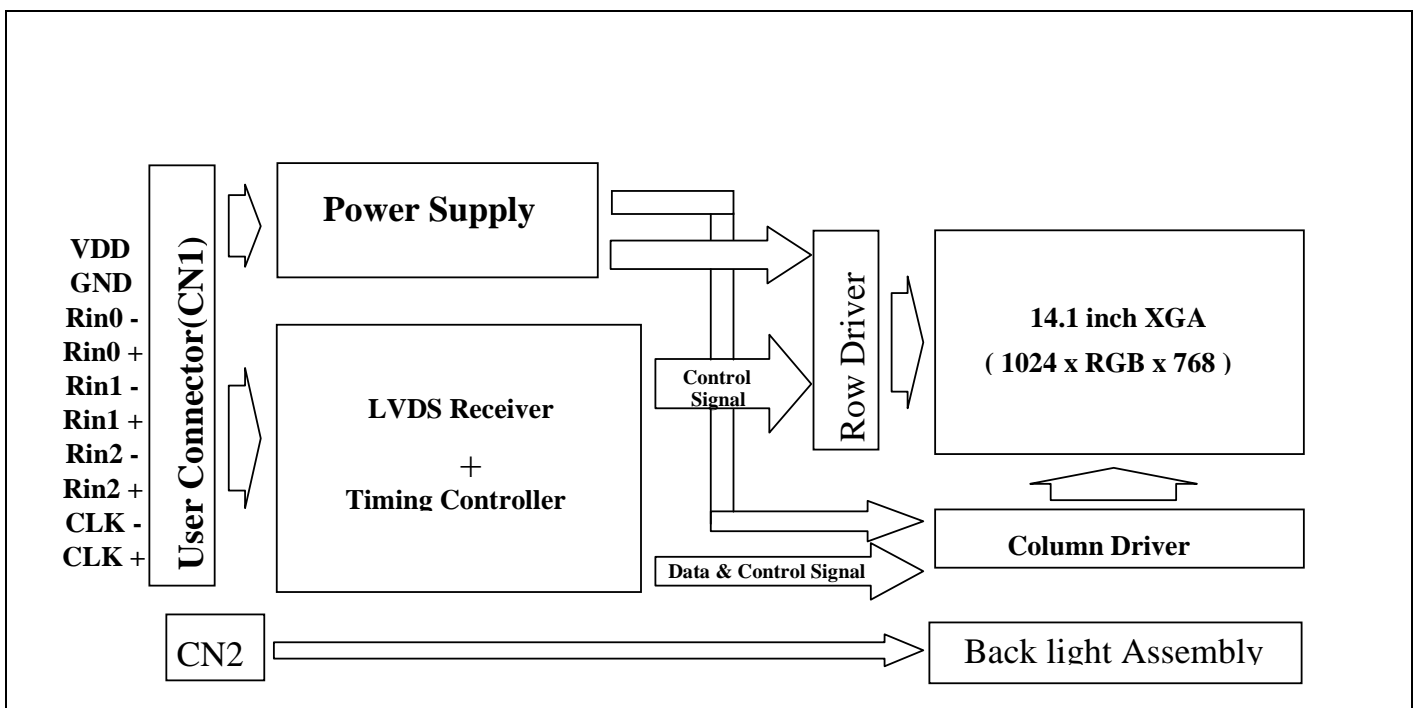 VDD
GND
Rin0 -
Rin0 +
Rin1 -
Rin1 +
Rin2 -
Rin2 +
CLK -
CLK +
User Connector(CN1)
Power Supply
LVDS Receiver
+
Timing Controller
Control
Signal
Data & Control Signal
Row Driver
14.1 inch XGA
( 1024 x RGB x 768 )
Column Driver
CN2
Back light Assembly